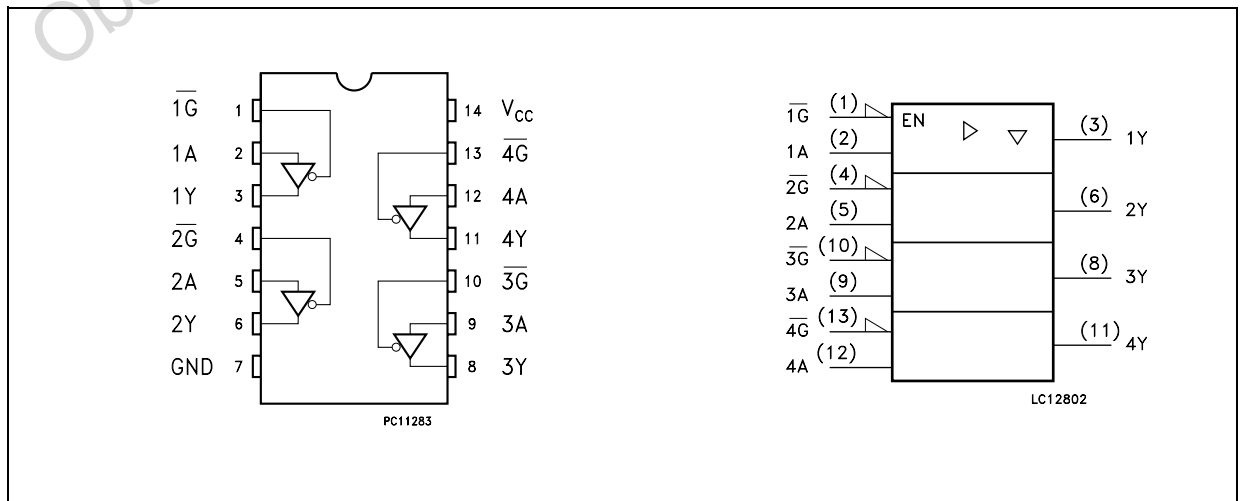 1G̅ 1 14 VCC
1A 2 13 4G̅
1Y 3 12 4A
2G̅ 4 11 4Y
2A 5 10 3G̅
2Y 6 9 3A
GND 7 8 3Y
PC11283
1G̅ (1) EN (3) 1Y
1A (2)
2G̅ (4) (6) 2Y
2A (5)
3G̅ (10) (8) 3Y
3A (9)
4G̅ (13) (11) 4Y
4A (12)
LC12802